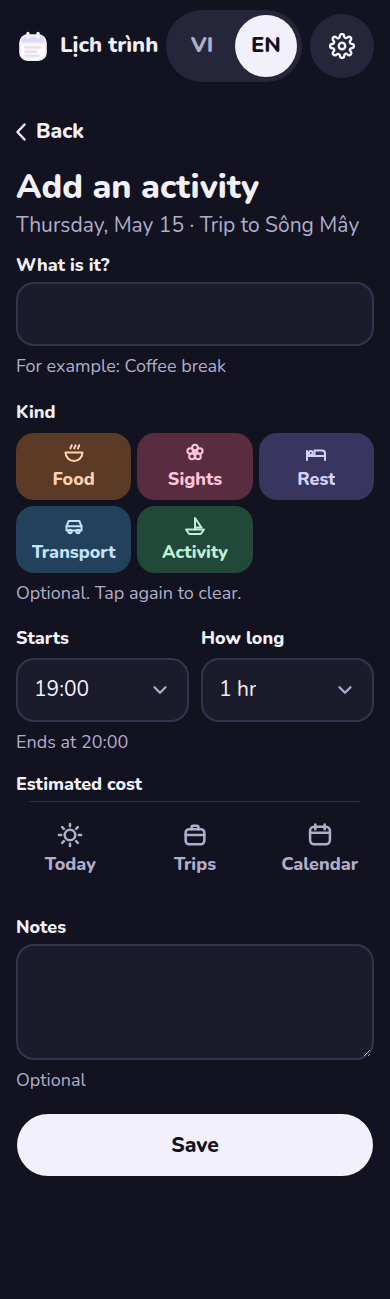 Lịch trình VI EN
Back
Add an activity
Thursday, May 15 · Trip to Sông Mây
What is it?
For example: Coffee break
Kind
Food Sights Rest
Transport Activity
Optional. Tap again to clear.
Starts How long
19:00 1 hr
Ends at 20:00
Estimated cost
Today Trips Calendar
Notes
Optional
Save